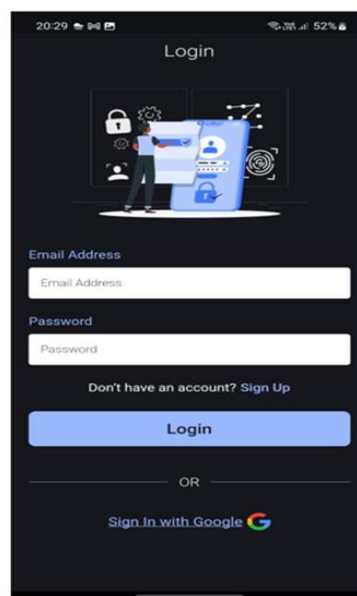 20:29 52%
Login
Email Address
Email Address
Password
Password
Don't have an account? Sign Up
Login
OR
Sign In with Google